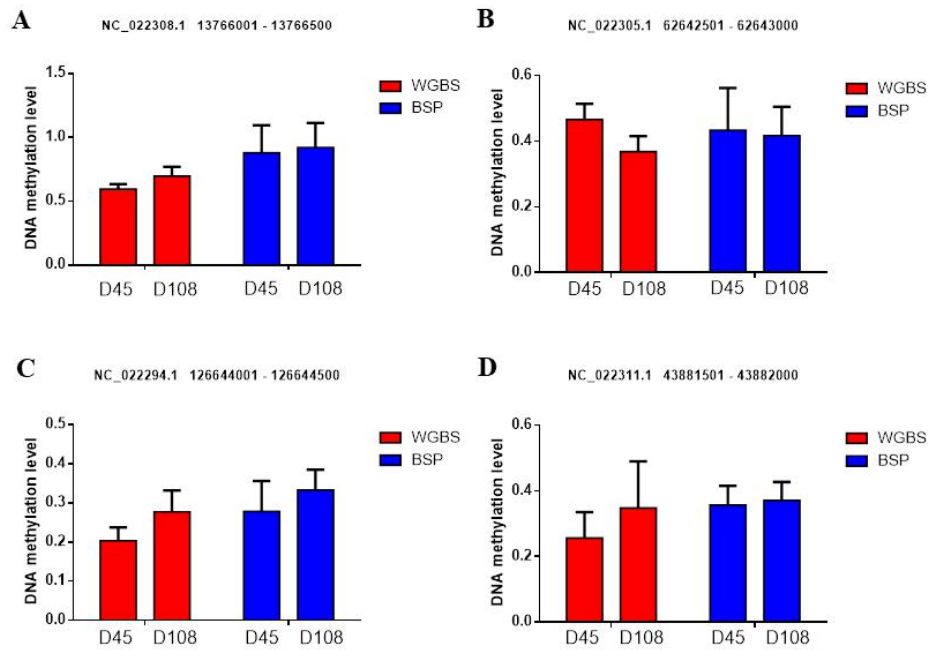 A
NC_022308.1 13766001 - 13766500
DNA methylation level
1.5
1.0
0.5
0.0
D45 D108 D45 D108
WGBS
BSP
B
NC_022305.1 62642501 - 62643000
DNA methylation level
0.6
0.4
0.2
0.0
D45 D108 D45 D108
WGBS
BSP
C
NC_022294.1 126644001 - 126644500
DNA methylation level
0.5
0.4
0.3
0.2
0.1
0.0
D45 D108 D45 D108
WGBS
BSP
D
NC_022311.1 43881501 - 43882000
DNA methylation level
0.6
0.4
0.2
0.0
D45 D108 D45 D108
WGBS
BSP